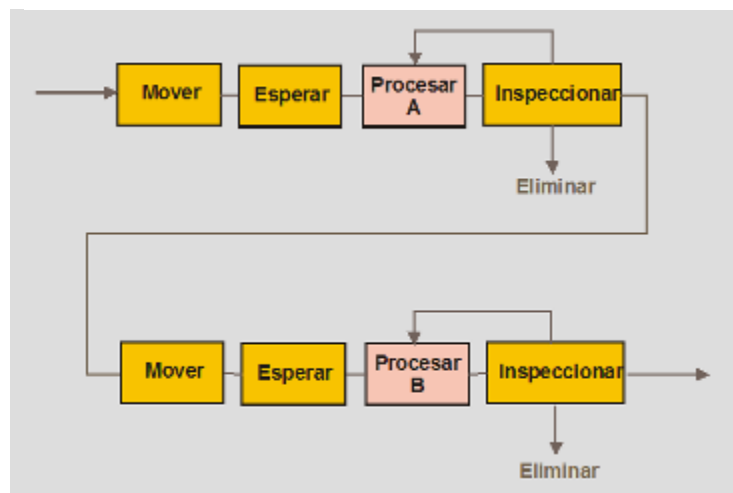 Mover
Esperar
Procesar
A
Inspeccionar
Eliminar
Mover
Esperar
Procesar
B
Inspeccionar
Eliminar